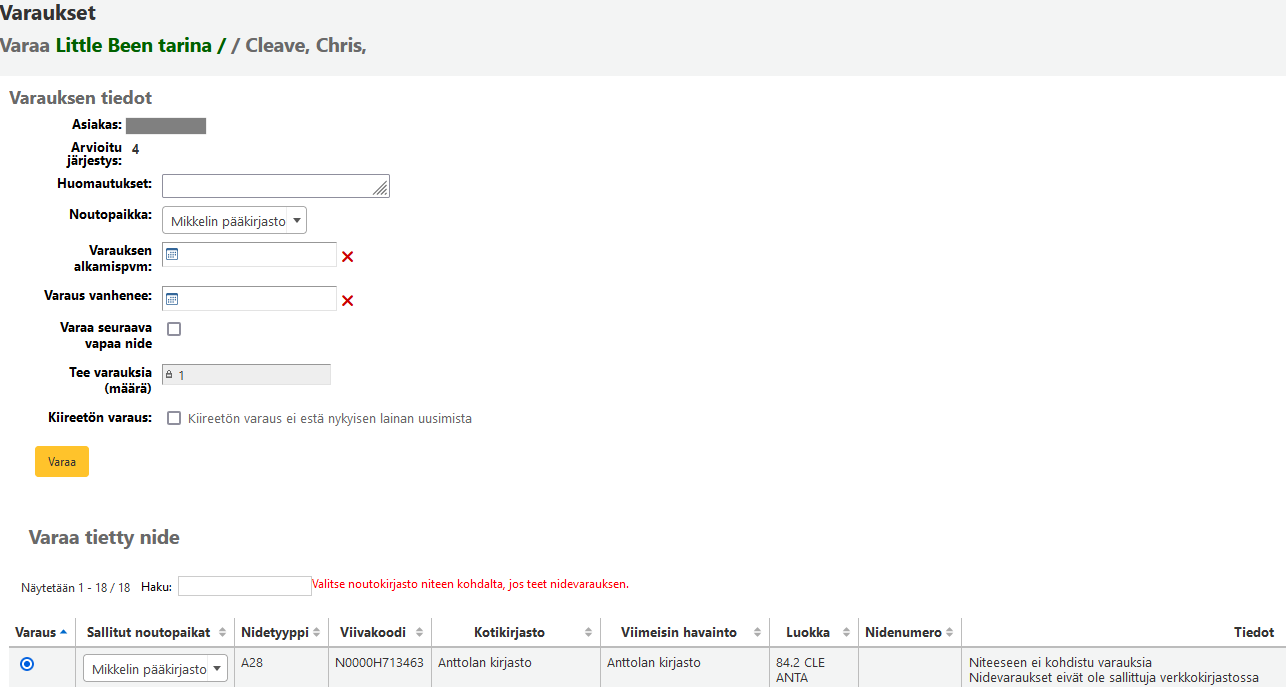 Varaukset
Varaa Little Been tarina / / Cleave, Chris,
Varauksen tiedot
Asiakas:
Arvioitu järjestys: 4
Huomautukset:
Noutopaikka: Mikkelin pääkirjasto
Varauksen alkamispvm:
Varaus vanhenee:
Varaa seuraava vapaa nide
Tee varauksia (määrä) 1
Kiireetön varaus: Kiireetön varaus ei estä nykyisen lainan uusimista
Varaa
Varaa tietty nide
Näytetään 1 - 18 / 18 Haku: Valitse noutokirjasto niteen kohdalta, jos teet nidevarauksen.
Varaus Sallitut noutopaikat Nidetyyppi Viivakoodi Kotikirjasto Viimeisin havainto Luokka Nidenumero Tiedot
Mikkelin pääkirjasto A28 N0000H713463 Anttolan kirjasto Anttolan kirjasto 84.2 CLE ANTA Niteeseen ei kohdistu varauksia
Nidevaraukset eivät ole sallittuja verkkokirjastossa